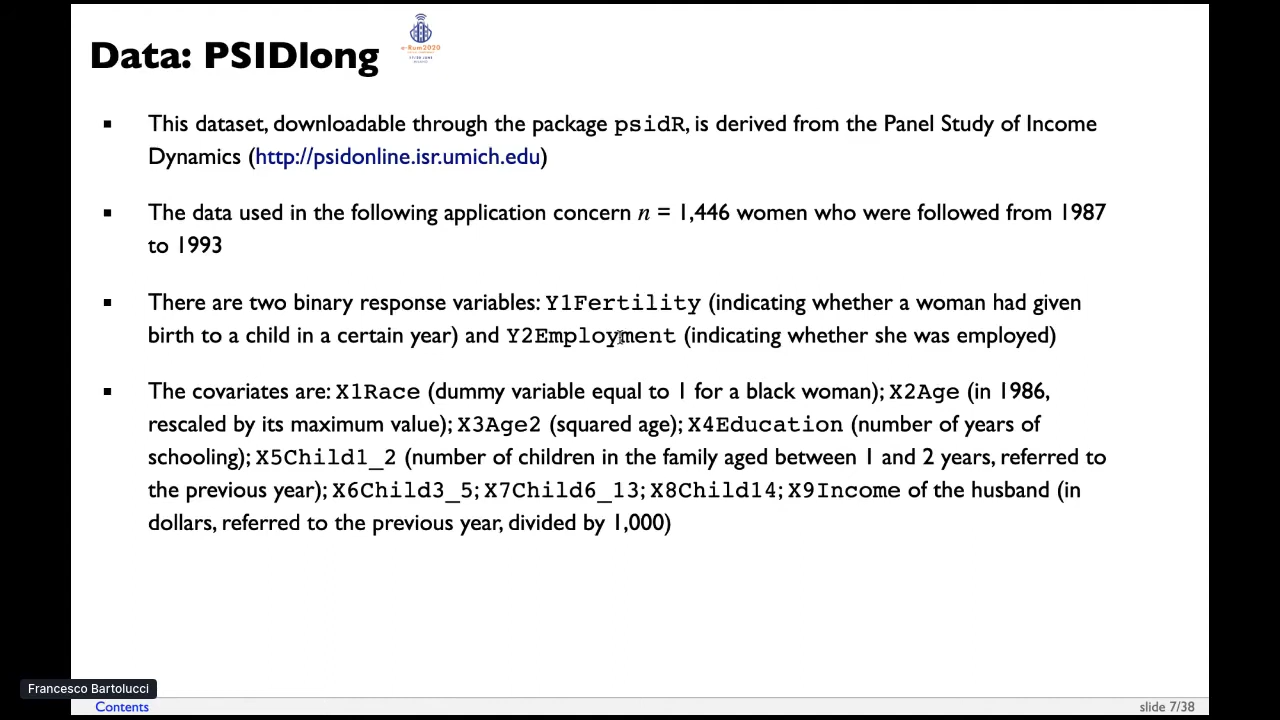 Data: PSIDlong
e-Rum2020
▪ This dataset, downloadable through the package psidR, is derived from the Panel Study of Income
Dynamics (http://psidonline.isr.umich.edu)
▪ The data used in the following application concern n = 1,446 women who were followed from 1987
to 1993
▪ There are two binary response variables: Y1Fertility (indicating whether a woman had given
birth to a child in a certain year) and Y2Employment (indicating whether she was employed)
▪ The covariates are: X1Race (dummy variable equal to 1 for a black woman); X2Age (in 1986,
rescaled by its maximum value); X3Age2 (squared age); X4Education (number of years of
schooling); X5Child1_2 (number of children in the family aged between 1 and 2 years, referred to
the previous year); X6Child3_5; X7Child6_13; X8Child14; X9Income of the husband (in
dollars, referred to the previous year, divided by 1,000)
Francesco Bartolucci
Contents
slide 7/38